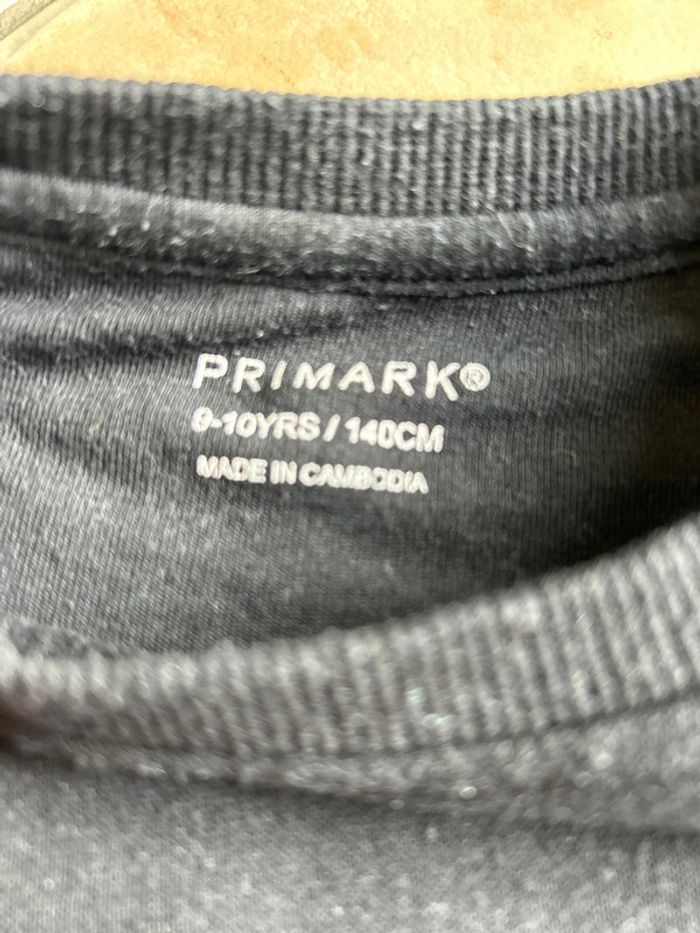 PRIMARK®
9-10YRS / 140CM
MADE IN CAMBODIA